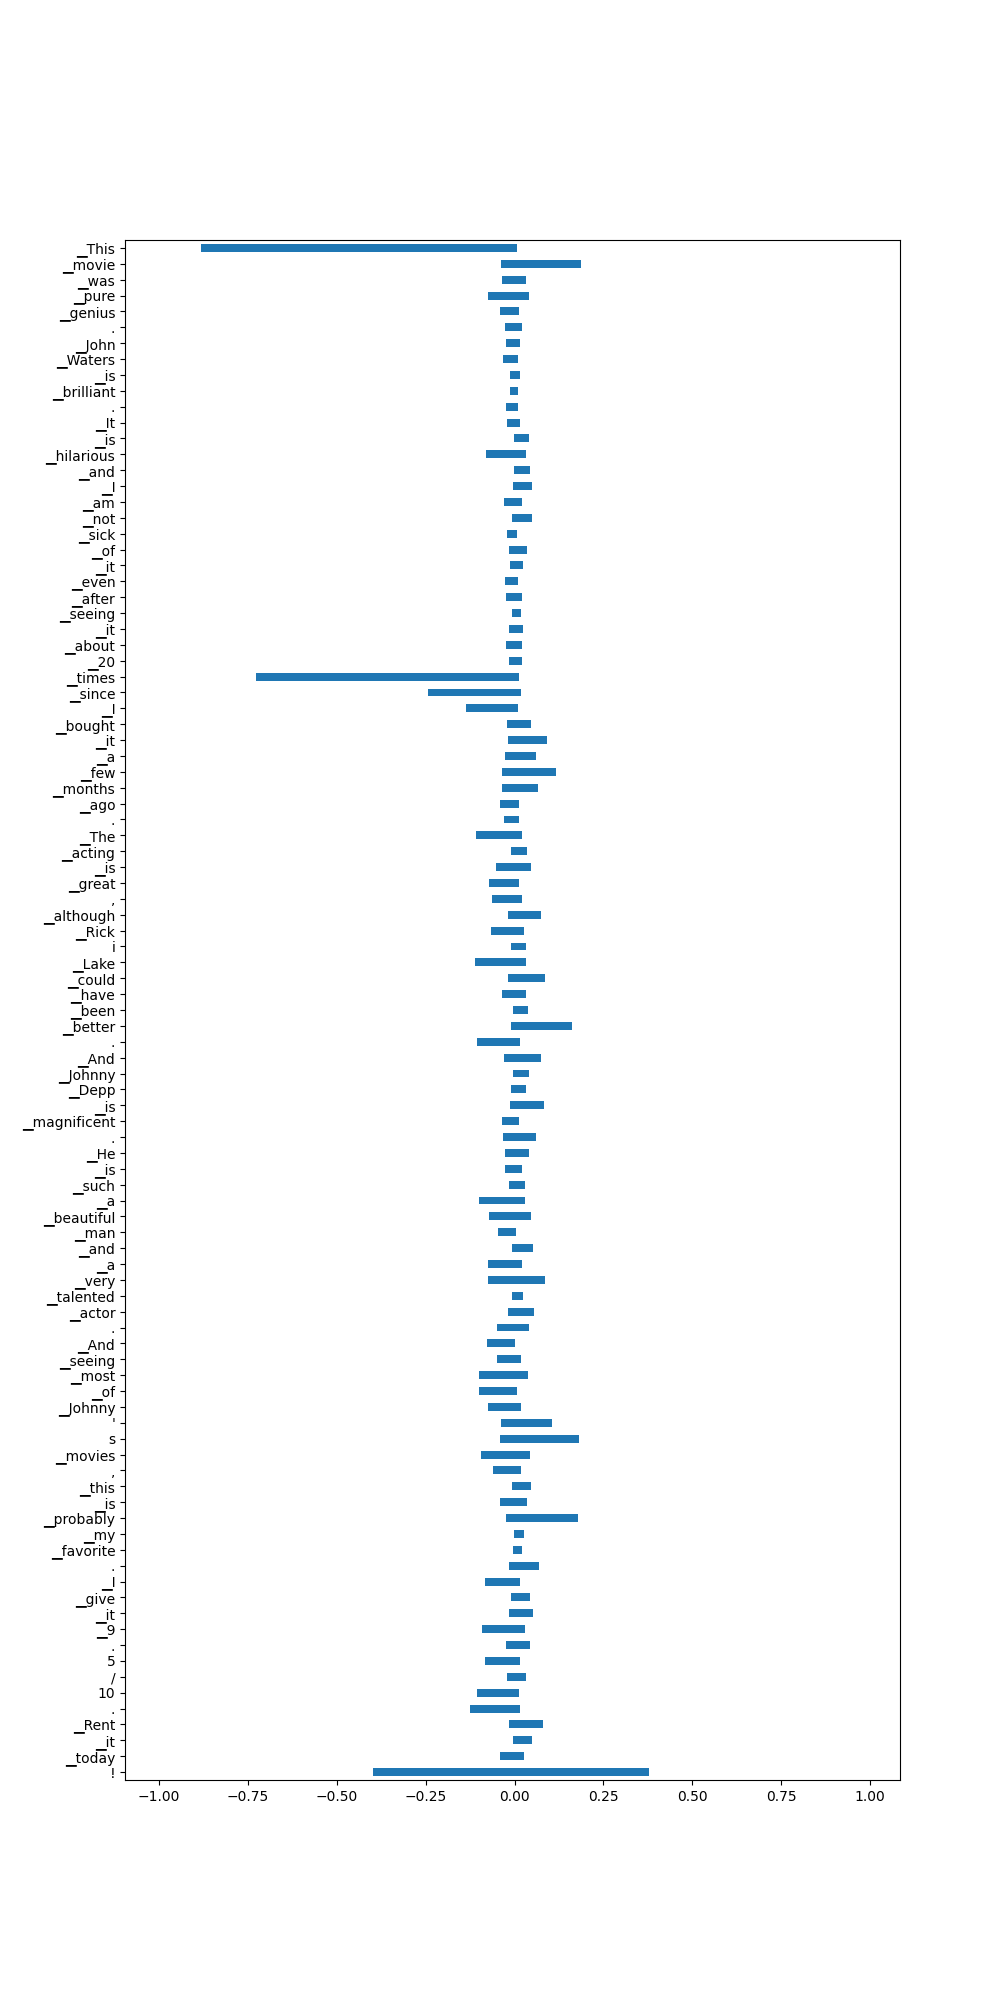 _This
_movie
_was
_pure
_genius
.
_John
_Waters
_is
_brilliant
.
_It
_is
_hilarious
_and
_I
_am
_not
_sick
_of
_it
_even
_after
_seeing
_it
_about
_20
_times
_since
_I
_bought
_it
_a
_few
_months
_ago
.
_The
_acting
_is
_great
,
_although
_Rick
i
_Lake
_could
_have
_been
_better
.
_And
_Johnny
_Depp
_is
_magnificent
.
_He
_is
_such
_a
_beautiful
_man
_and
_a
_very
_talented
_actor
.
_And
_seeing
_most
_of
_Johnny
'
s
_movies
,
_this
_is
_probably
_my
_favorite
.
_I
_give
_it
_9
.
5
/
10
.
_Rent
_it
_today
!
−1.00 −0.75 −0.50 −0.25 0.00 0.25 0.50 0.75 1.00